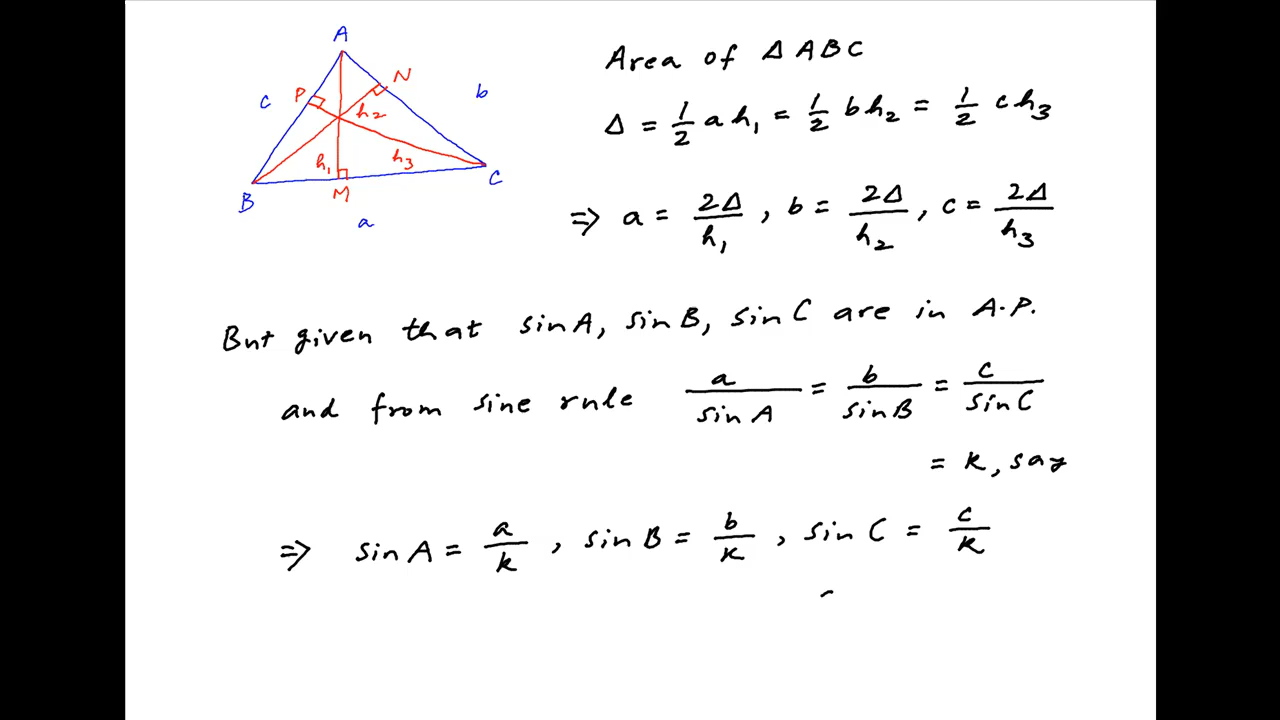 A
P
N
c
b
h₂
h₁
h₃
B
M
C
a
Area of Δ ABC
Δ = 1/2 a h₁ = 1/2 b h₂ = 1/2 c h₃
⇒ a = 2Δ/h₁ , b = 2Δ/h₂ , c = 2Δ/h₃
But given that sin A, sin B, sin C are in A.P.
and from sine rule a/sin A = b/sin B = c/sin C
= k, say
⇒ sin A = a/k , sin B = b/k , sin C = c/k